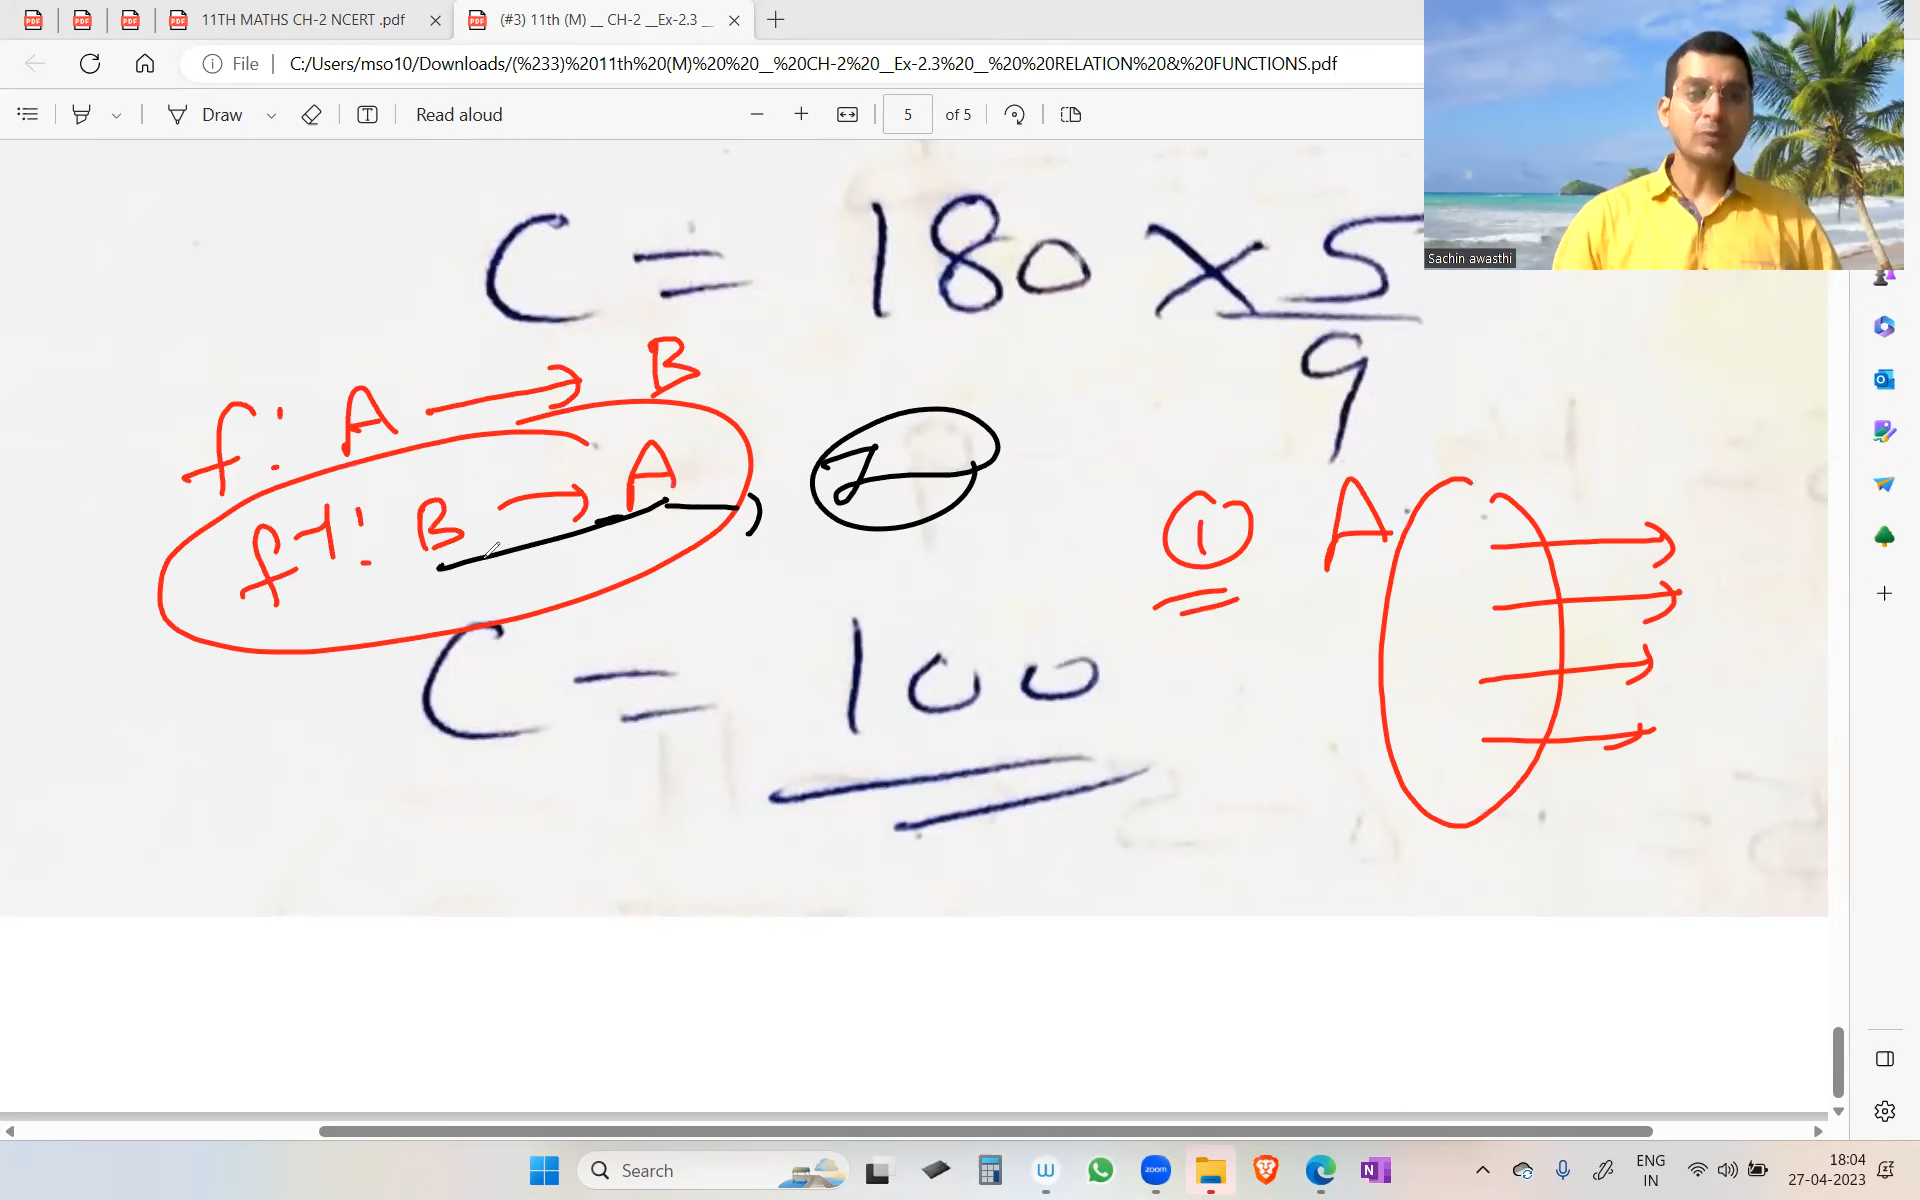 11TH MATHS CH-2 NCERT .pdf
(#3) 11th (M) __ CH-2 __Ex-2.3 __
File
C:/Users/mso10/Downloads/(%233)%2011th%20(M)%20%20__%20CH-2%20__Ex-2.3%20__%20%20RELATION%20&%20FUNCTIONS.pdf
Draw
Read aloud
5
of 5
Sachin awasthi
C = 180 × 5/9
f: A → B
f-1: B → A
① A
C = 100
Search
zoom
ENG
IN
18:04
27-04-2023